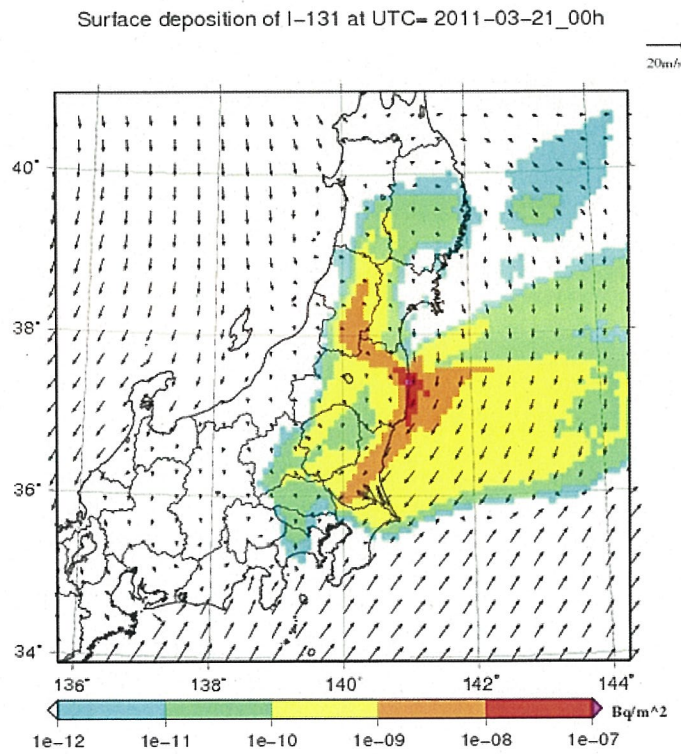 Surface deposition of I-131 at UTC= 2011-03-21_00h
20m/s
40°
38°
36°
34°
136° 138° 140° 142° 144°
Bq/m^2
1e-12 1e-11 1e-10 1e-09 1e-08 1e-07